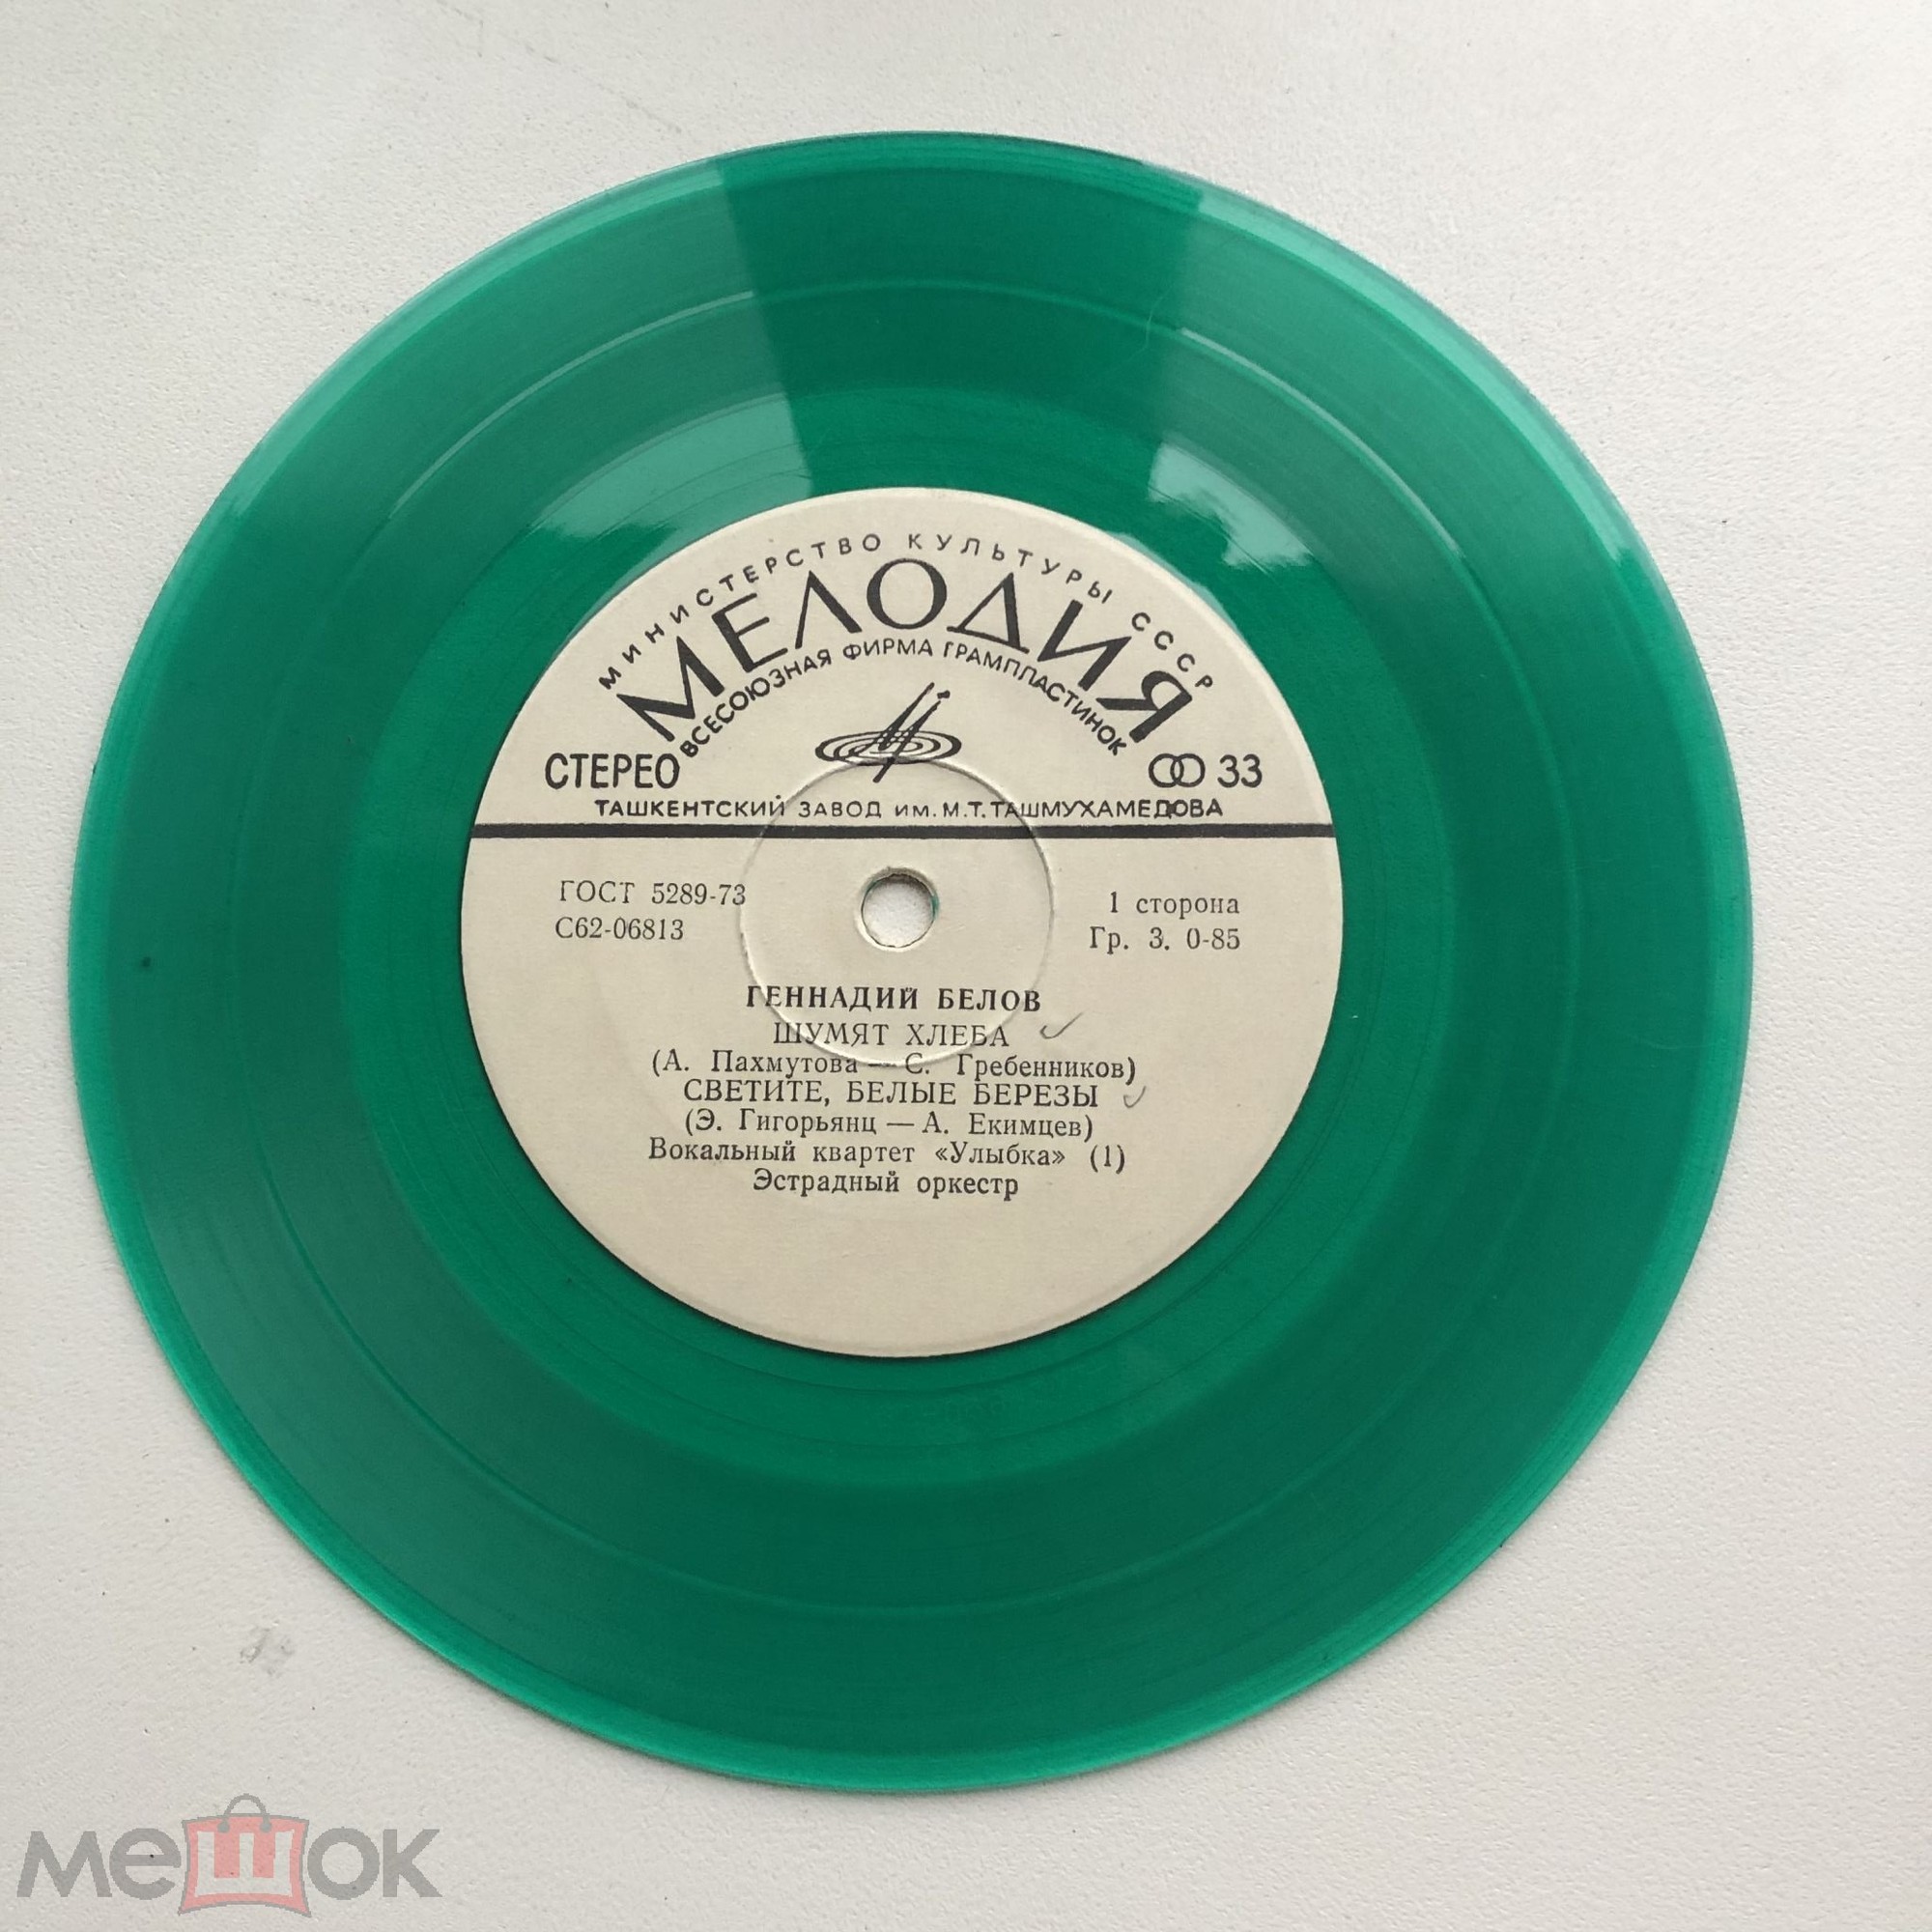 МИНИСТЕРСТВО КУЛЬТУРЫ СССР
МЕЛОДИЯ
ВСЕСОЮЗНАЯ ФИРМА ГРАМПЛАСТИНОК
СТЕРЕО 33
ТАШКЕНТСКИЙ ЗАВОД им. М.Т. ТАШМУХАМЕДОВА
ГОСТ 5289-73 1 сторона
С62-06813 Гр. 3. 0-85
ГЕННАДИЙ БЕЛОВ
ШУМЯТ ХЛЕБА
(А. Пахмутова — С. Гребенников)
СВЕТИТЕ, БЕЛЫЕ БЕРЕЗЫ
(Э. Гигорьянц — А. Екимцев)
Вокальный квартет «Улыбка» (1)
Эстрадный оркестр
мешок